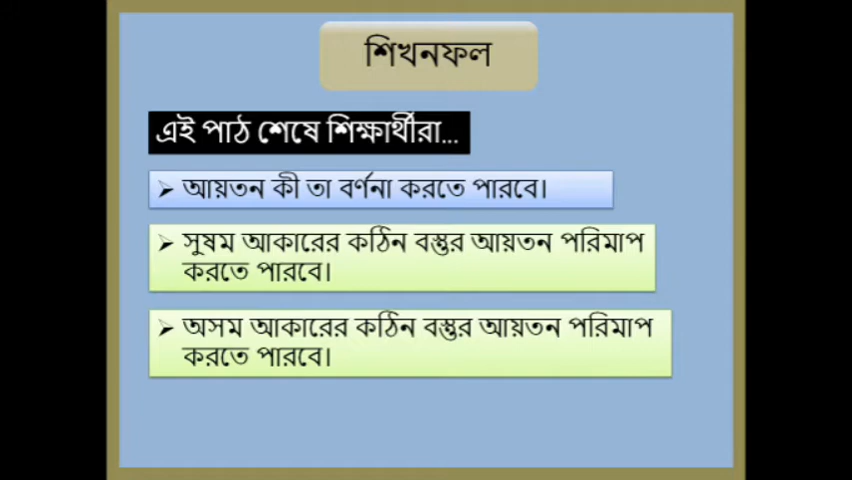 শিখনফল
এই পাঠ শেষে শিক্ষার্থীরা...
➢ আয়তন কী তা বর্ণনা করতে পারবে।
➢ সুষম আকারের কঠিন বস্তুর আয়তন পরিমাপ
করতে পারবে।
➢ অসম আকারের কঠিন বস্তুর আয়তন পরিমাপ
করতে পারবে।